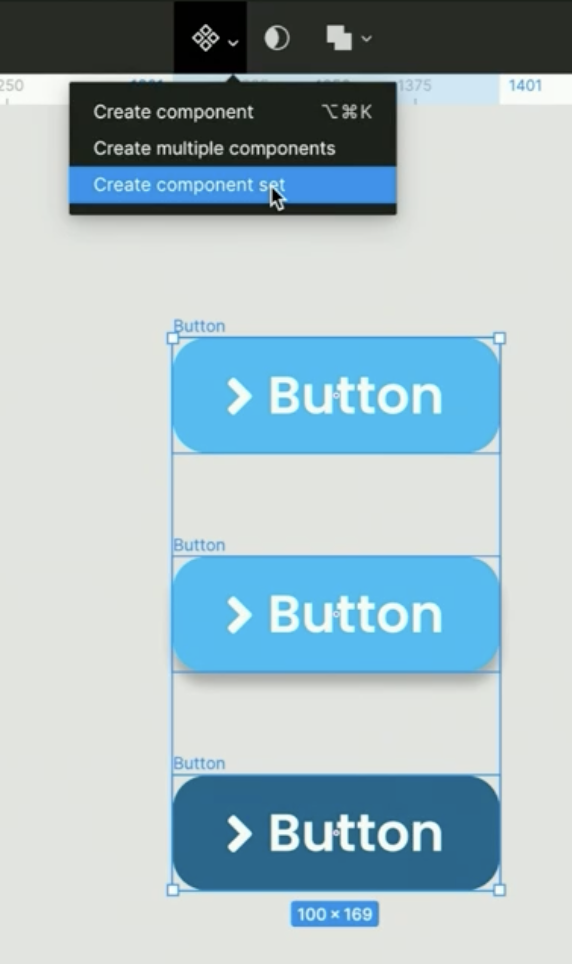 250
1375
1401
Create component ⌥⌘K
Create multiple components
Create component set
Button
Button
Button
Button
Button
Button
100 × 169